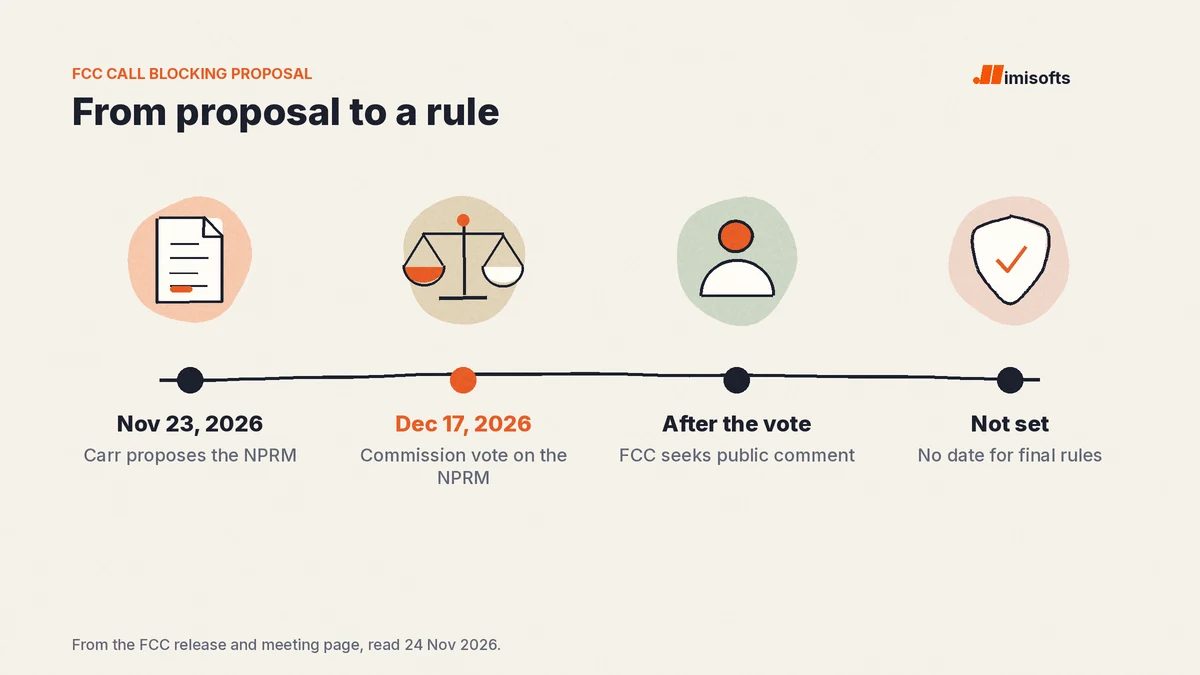 FCC CALL BLOCKING PROPOSAL
imisofts
From proposal to a rule
Nov 23, 2026
Carr proposes the NPRM
Dec 17, 2026
Commission vote on the
NPRM
After the vote
FCC seeks public comment
Not set
No date for final rules
From the FCC release and meeting page, read 24 Nov 2026.